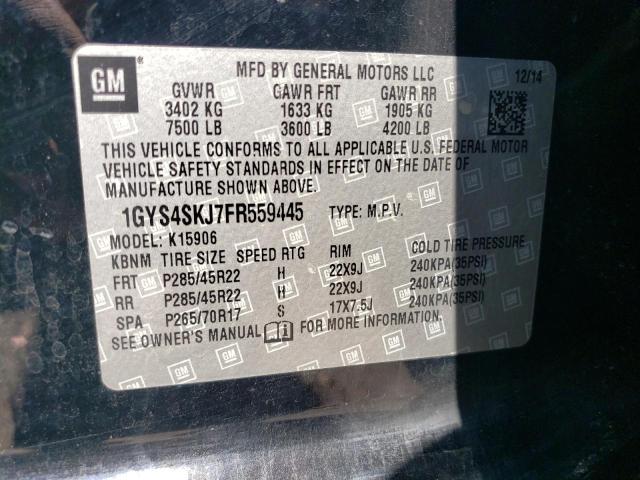 GM
MFD BY GENERAL MOTORS LLC 12/14
GVWR GAWR FRT GAWR RR
3402 KG 1633 KG 1905 KG
7500 LB 3600 LB 4200 LB
THIS VEHICLE CONFORMS TO ALL APPLICABLE U.S. FEDERAL MOTOR
VEHICLE SAFETY STANDARDS IN EFFECT ON THE DATE OF
MANUFACTURE SHOWN ABOVE.
1GYS4SKJ7FR559445 TYPE: M.P.V.
MODEL: K15906
KBNM TIRE SIZE SPEED RTG RIM COLD TIRE PRESSURE
FRT P285/45R22 H 22X9J 240KPA(35PSI)
RR P285/45R22 H 22X9J 240KPA(35PSI)
SPA P265/70R17 S 17X7.5J 240KPA(35PSI)
SEE OWNER'S MANUAL FOR MORE INFORMATION.